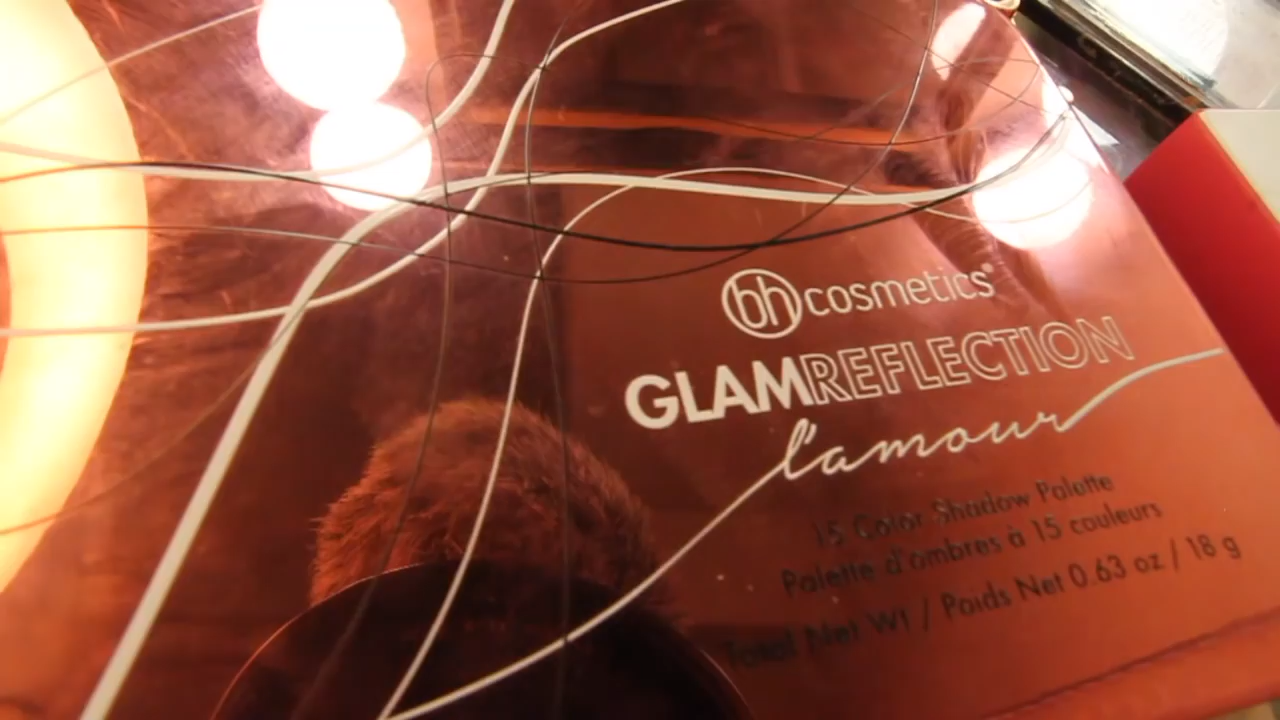 bh cosmetics®
GLAMREFLECTION
l'amour
15 Color Shadow Palette
Palette d'ombres à 15 couleurs
Total Net Wt / Poids Net 0.63 oz / 18 g